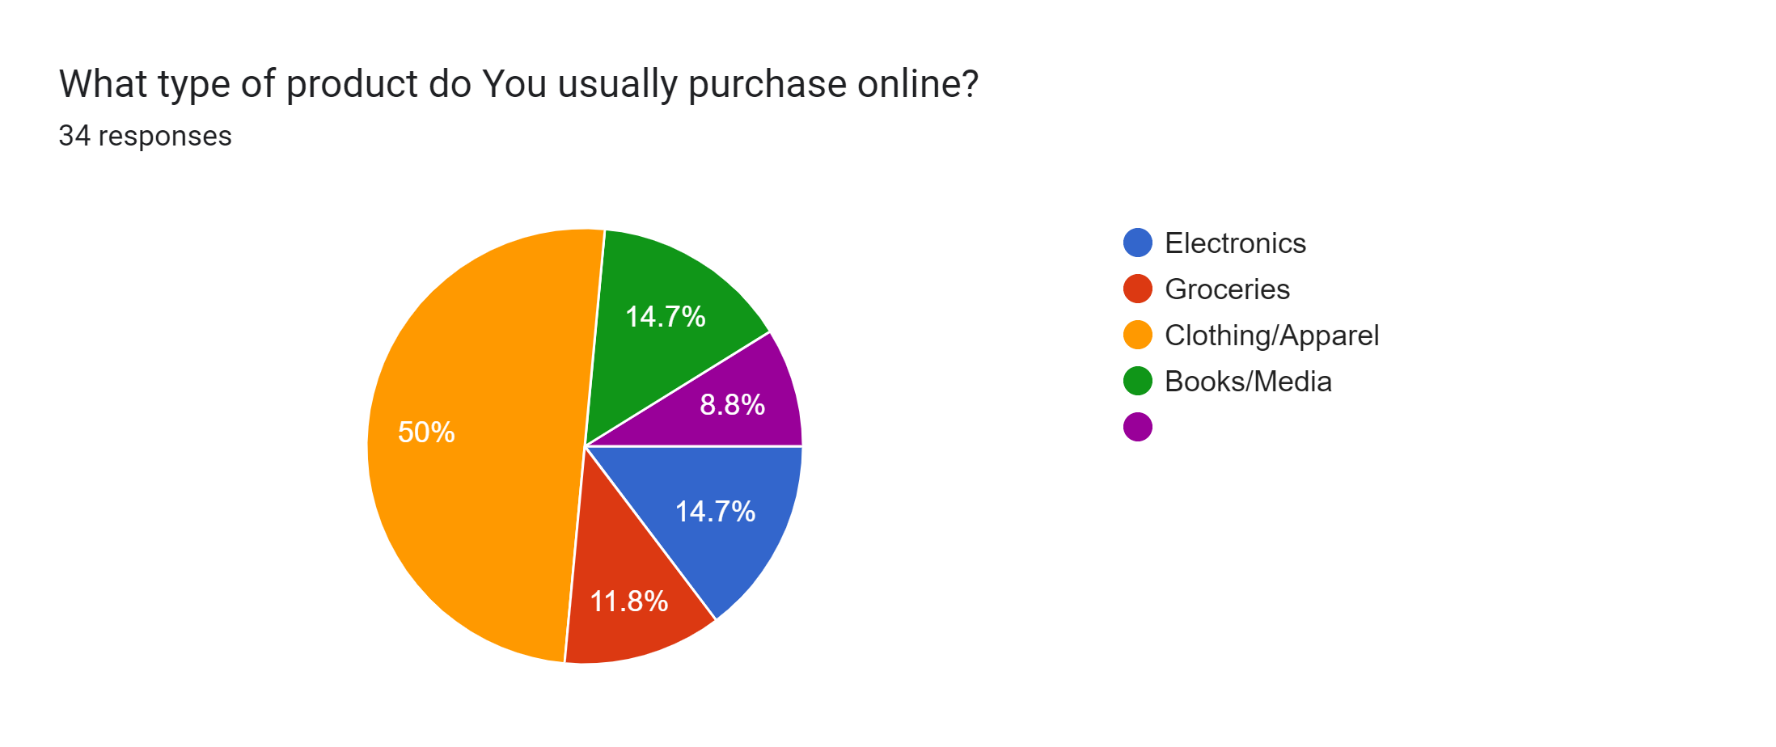 What type of product do You usually purchase online?
34 responses
14.7%
8.8%
50%
14.7%
11.8%
Electronics
Groceries
Clothing/Apparel
Books/Media